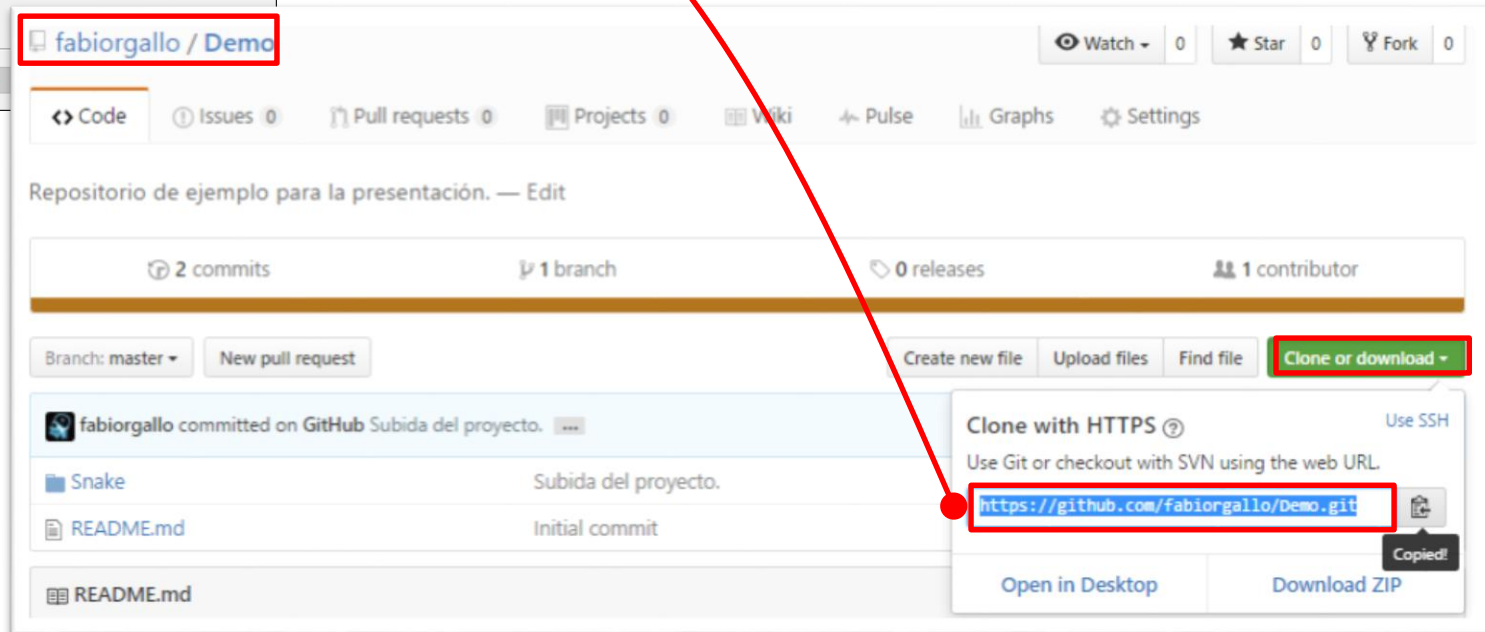 fabiorgallo / Demo
Watch 0 Star 0 Fork 0
<> Code Issues 0 Pull requests 0 Projects 0 Wiki Pulse Graphs Settings
Repositorio de ejemplo para la presentación. — Edit
2 commits 1 branch 0 releases 1 contributor
Branch: master New pull request Create new file Upload files Find file Clone or download
fabiorgallo committed on GitHub Subida del proyecto. ...
Snake Subida del proyecto.
README.md Initial commit
README.md
Clone with HTTPS ? Use SSH
Use Git or checkout with SVN using the web URL.
https://github.com/fabiorgallo/Demo.git
Copied!
Open in Desktop Download ZIP